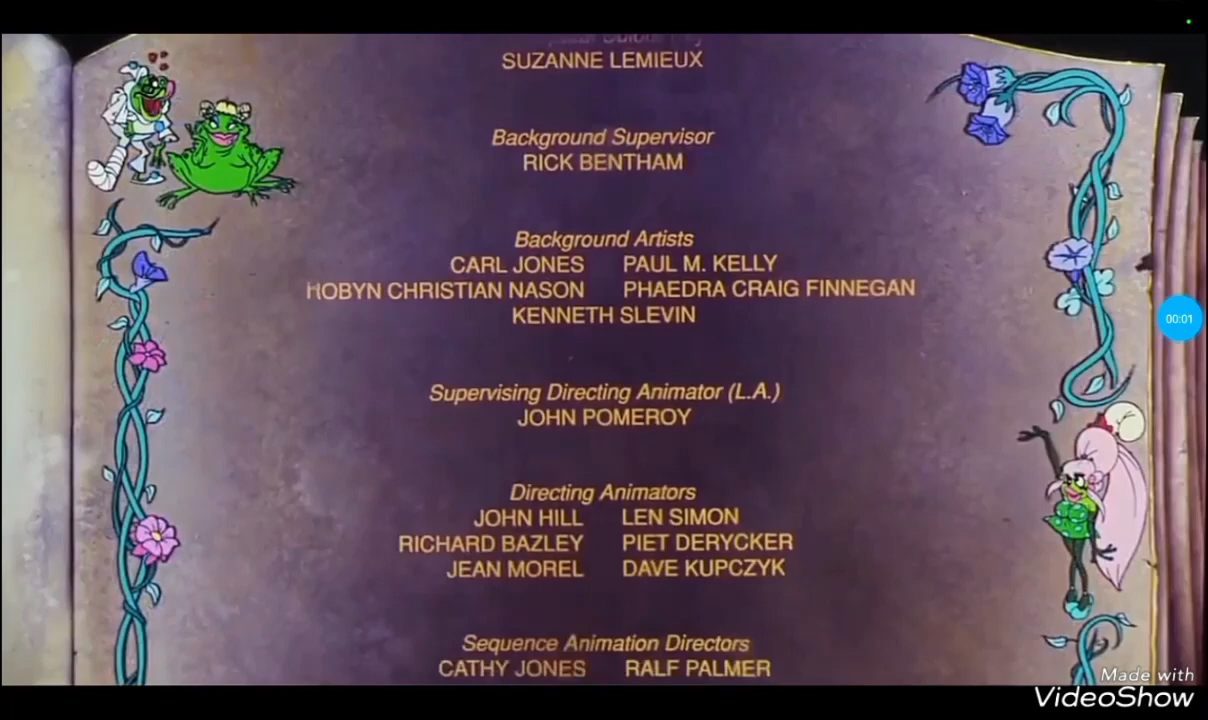 SUZANNE LEMIEUX
Background Supervisor
RICK BENTHAM
Background Artists
CARL JONES PAUL M. KELLY
ROBYN CHRISTIAN NASON PHAEDRA CRAIG FINNEGAN
KENNETH SLEVIN
Supervising Directing Animator (L.A.)
JOHN POMEROY
Directing Animators
JOHN HILL LEN SIMON
RICHARD BAZLEY PIET DERYCKER
JEAN MOREL DAVE KUPCZYK
Sequence Animation Directors
CATHY JONES RALF PALMER
00:01
Made with
VideoShow